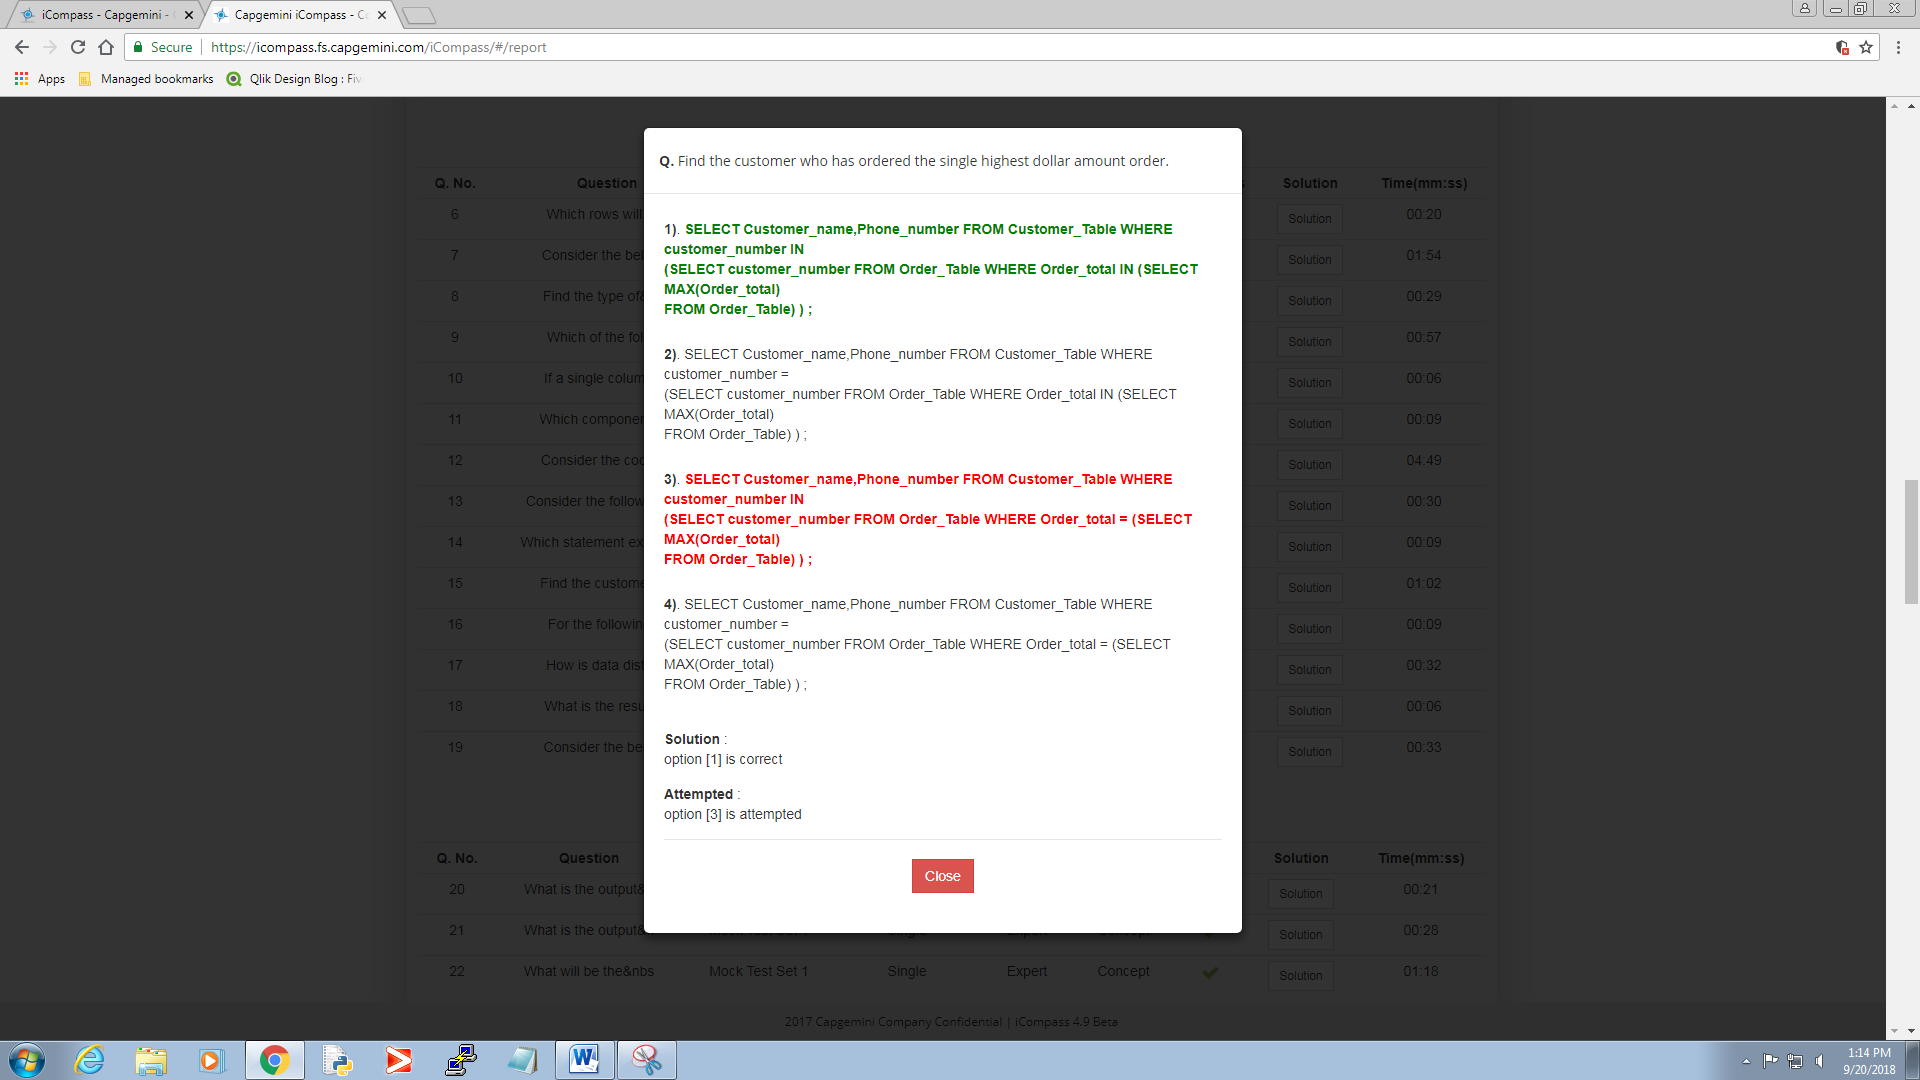 iCompass - Capgemini -
Capgemini iCompass - Co
Secure
https://icompass.fs.capgemini.com/iCompass/#/report
Apps
Managed bookmarks
Qlik Design Blog : Fiv
Q. Find the customer who has ordered the single highest dollar amount order.
1). SELECT Customer_name,Phone_number FROM Customer_Table WHERE
customer_number IN
(SELECT customer_number FROM Order_Table WHERE Order_total IN (SELECT
MAX(Order_total)
FROM Order_Table) ) ;
2). SELECT Customer_name,Phone_number FROM Customer_Table WHERE
customer_number =
(SELECT customer_number FROM Order_Table WHERE Order_total IN (SELECT
MAX(Order_total)
FROM Order_Table) ) ;
3). SELECT Customer_name,Phone_number FROM Customer_Table WHERE
customer_number IN
(SELECT customer_number FROM Order_Table WHERE Order_total = (SELECT
MAX(Order_total)
FROM Order_Table) ) ;
4). SELECT Customer_name,Phone_number FROM Customer_Table WHERE
customer_number =
(SELECT customer_number FROM Order_Table WHERE Order_total = (SELECT
MAX(Order_total)
FROM Order_Table) ) ;
Solution :
option [1] is correct
Attempted :
option [3] is attempted
Close
Q. No. Question Solution Time(mm:ss)
6 Which rows will Solution 00:20
7 Consider the bel Solution 01:54
8 Find the type of& Solution 00:29
9 Which of the fol Solution 00:57
10 If a single colum Solution 00:06
11 Which componen Solution 00:09
12 Consider the coo Solution 04:49
13 Consider the follow Solution 00:30
14 Which statement ex Solution 00:09
15 Find the custome Solution 01:02
16 For the followin Solution 00:09
17 How is data dist Solution 00:32
18 What is the resu Solution 00:06
19 Consider the be Solution 00:33
Q. No. Question Solution Time(mm:ss)
20 What is the output& Solution 00:21
21 What is the output& Solution 00:28
22 What will be the&nbs Mock Test Set 1 Single Expert Concept Solution 01:18
2017 Capgemini Company Confidential | iCompass 4.9 Beta
1:14 PM
9/20/2018